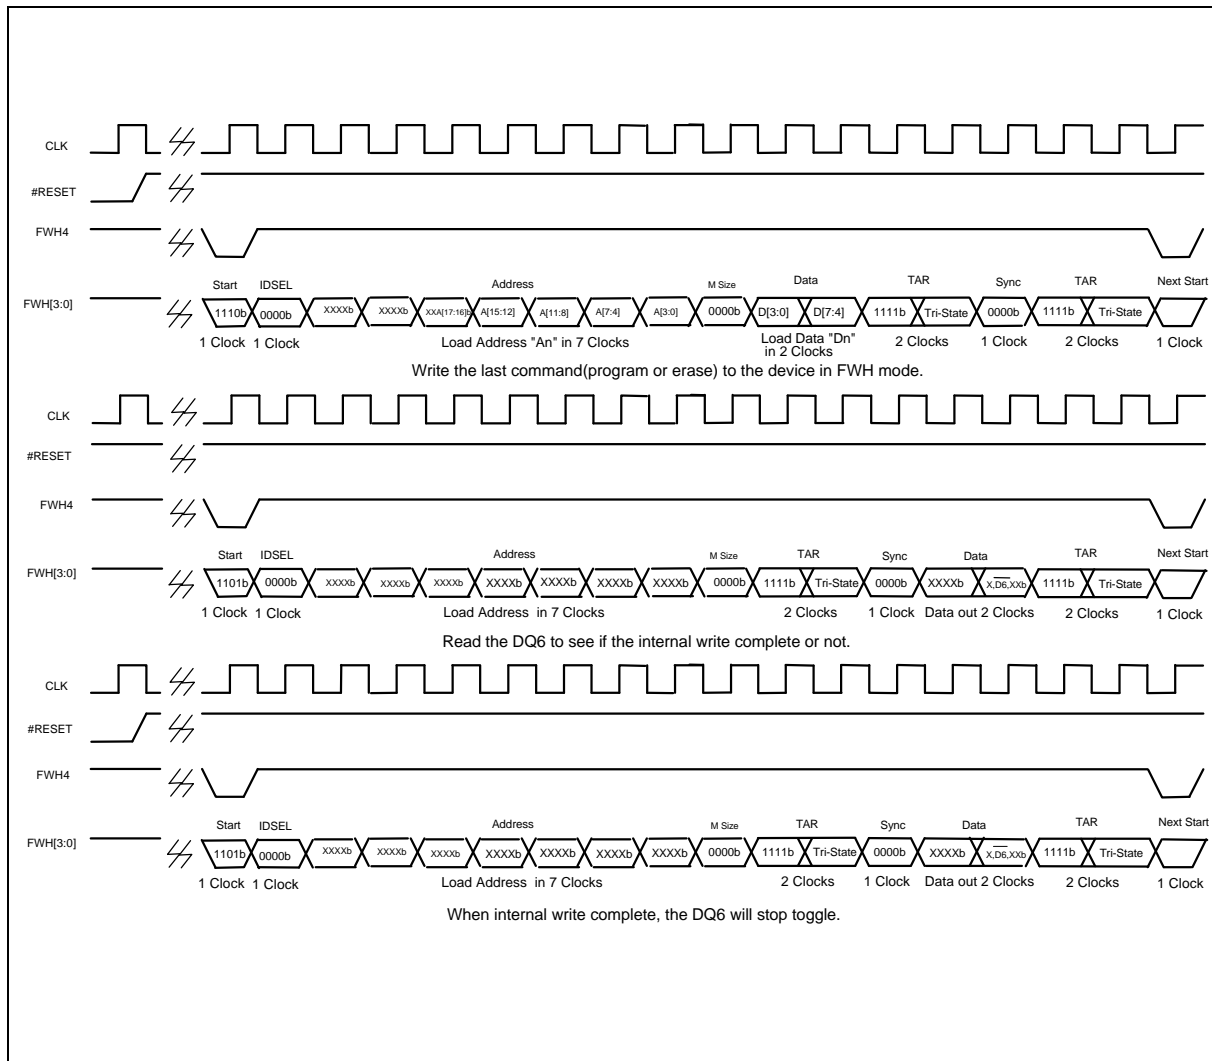 CLK
#RESET
FWH4
Start IDSEL Address M Size Data TAR Sync TAR Next Start
FWH[3:0] 1110b 0000b XXXXb XXXXb XXA[17:16]b A[15:12] A[11:8] A[7:4] A[3:0] 0000b D[3:0] D[7:4] 1111b Tri-State 0000b 1111b Tri-State
1 Clock 1 Clock Load Address "An" in 7 Clocks Load Data "Dn" 2 Clocks 1 Clock 2 Clocks 1 Clock
in 2 Clocks
Write the last command(program or erase) to the device in FWH mode.
CLK
#RESET
FWH4
Start IDSEL Address M Size TAR Sync Data TAR Next Start
FWH[3:0] 1101b 0000b XXXXb XXXXb XXXXb XXXXb XXXXb XXXXb XXXXb 0000b 1111b Tri-State 0000b XXXXb X,D6,XXb 1111b Tri-State
1 Clock 1 Clock Load Address in 7 Clocks 2 Clocks 1 Clock Data out 2 Clocks 2 Clocks 1 Clock
Read the DQ6 to see if the internal write complete or not.
CLK
#RESET
FWH4
Start IDSEL Address M Size TAR Sync Data TAR Next Start
FWH[3:0] 1101b 0000b XXXXb XXXXb XXXXb XXXXb XXXXb XXXXb XXXXb 0000b 1111b Tri-State 0000b XXXXb X,D6,XXb 1111b Tri-State
1 Clock 1 Clock Load Address in 7 Clocks 2 Clocks 1 Clock Data out 2 Clocks 2 Clocks 1 Clock
When internal write complete, the DQ6 will stop toggle.